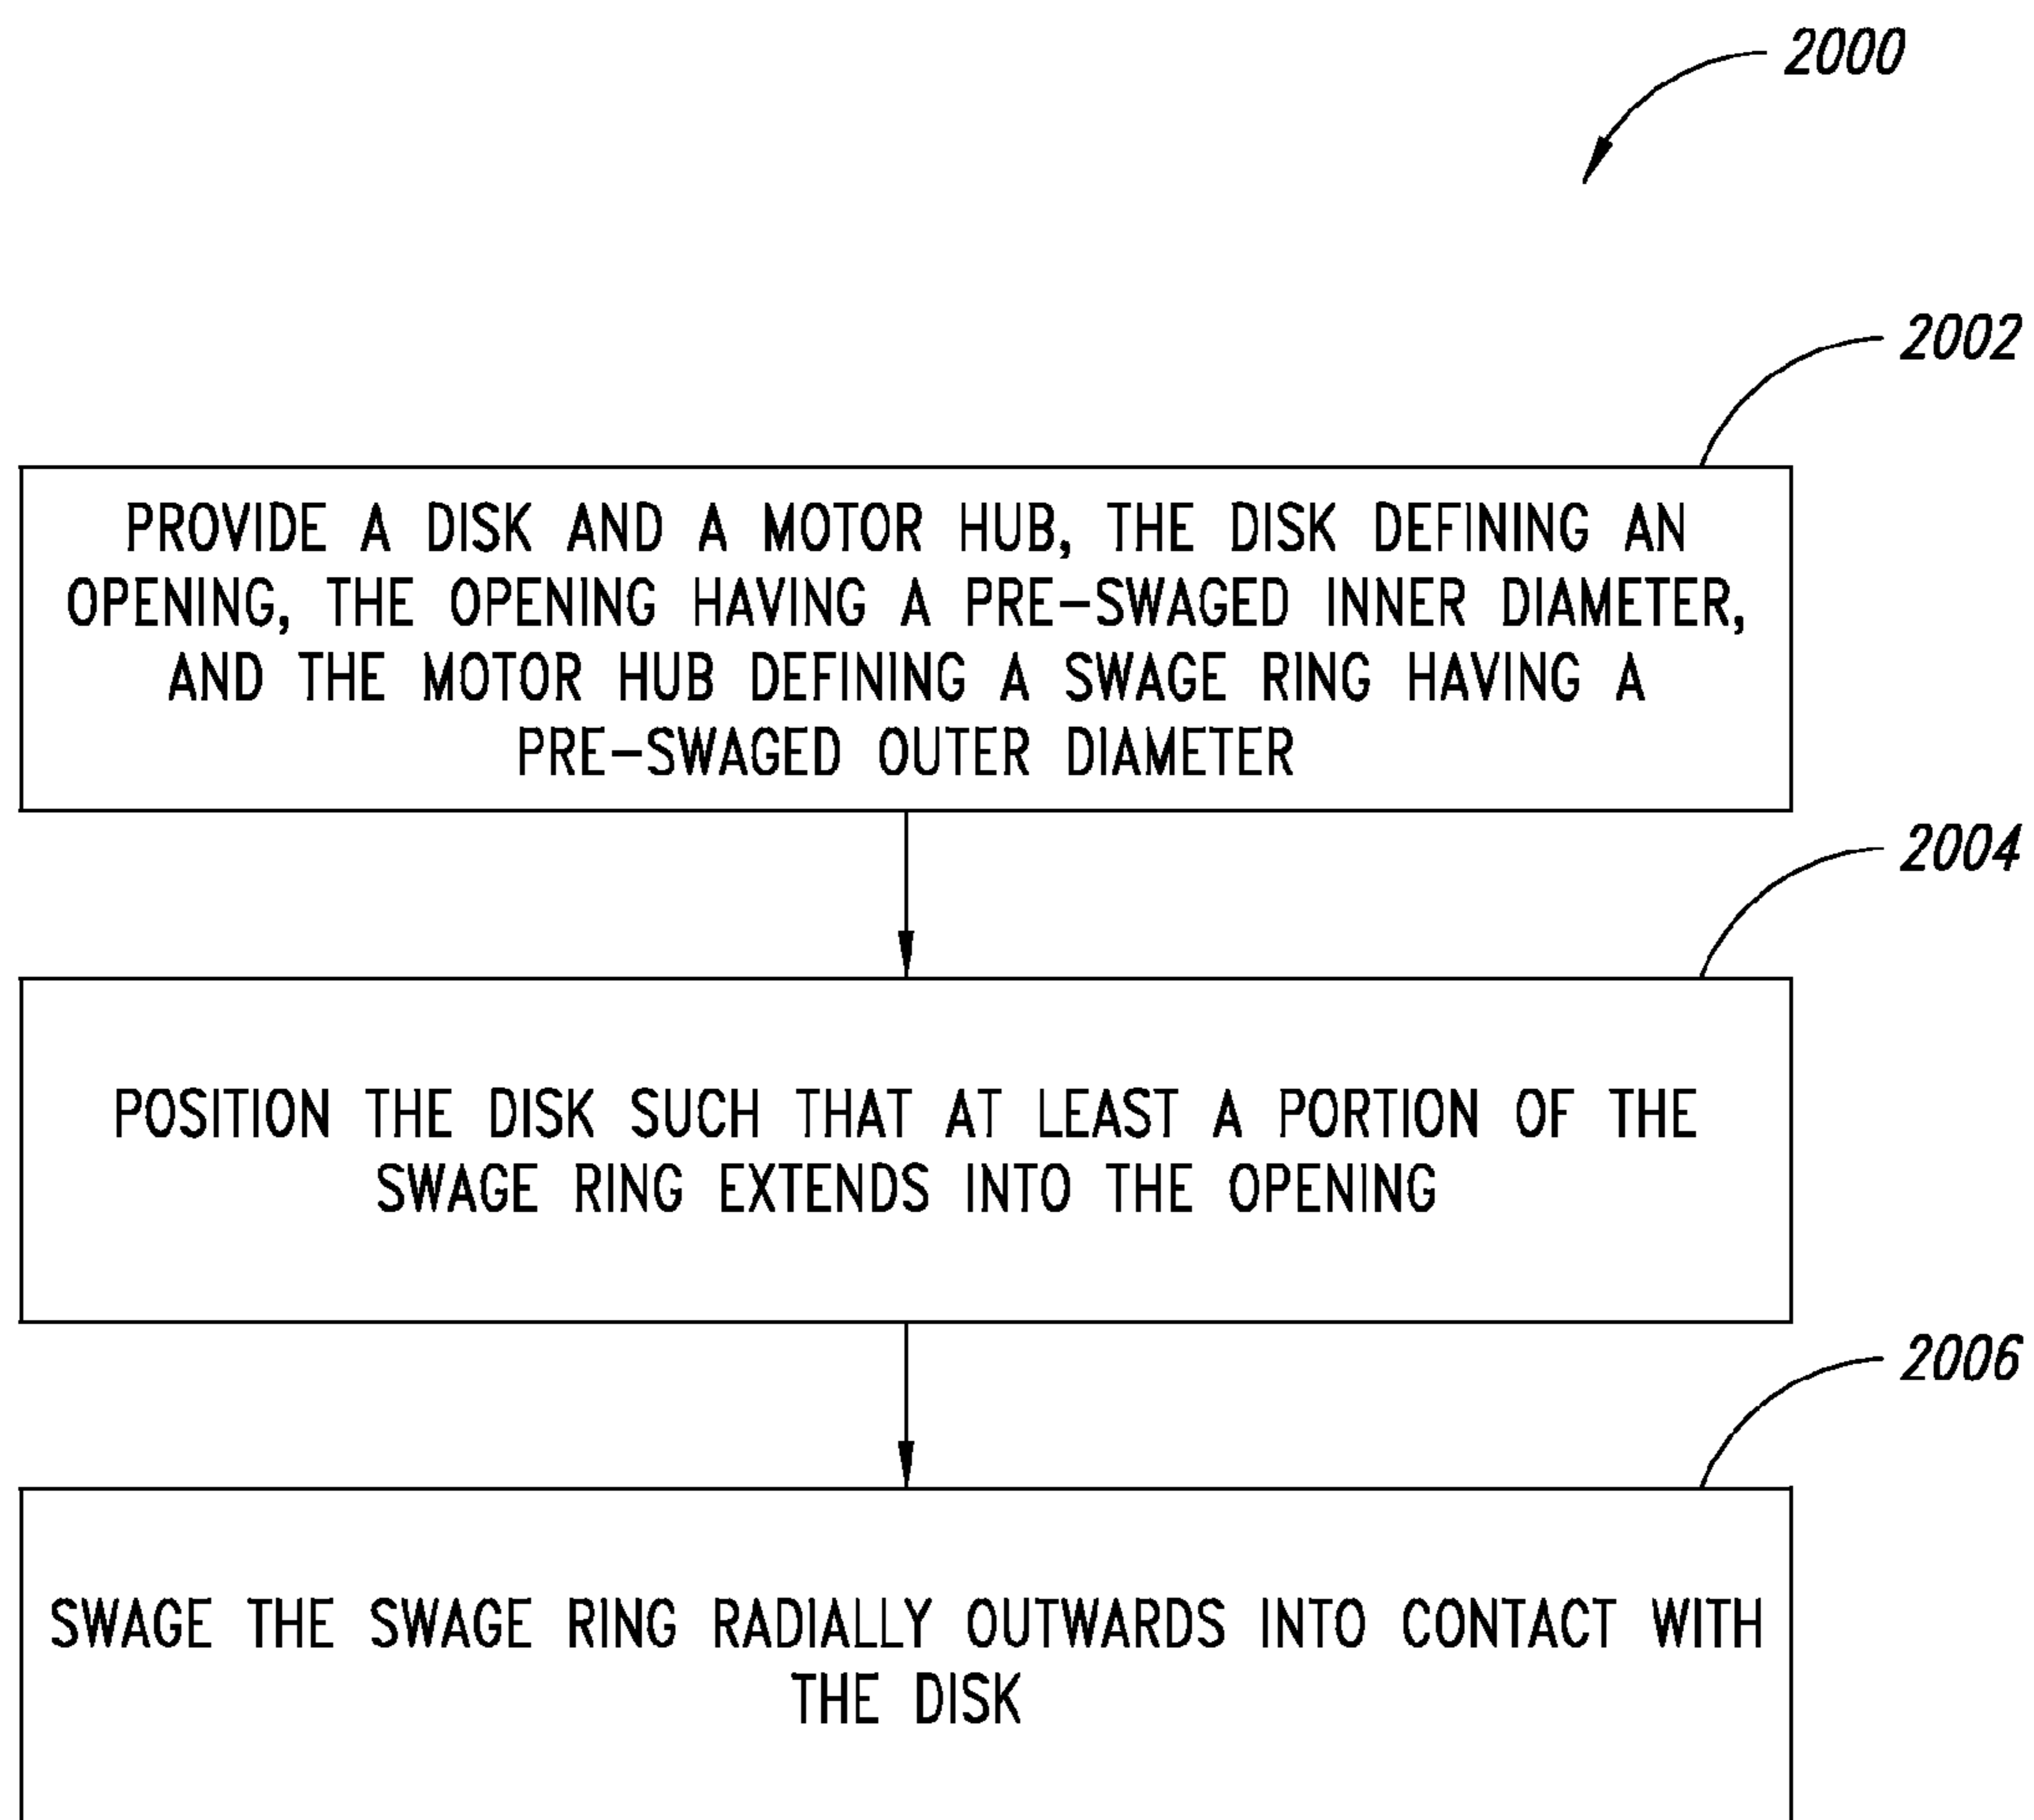 2000
2002
PROVIDE A DISK AND A MOTOR HUB, THE DISK DEFINING AN
OPENING, THE OPENING HAVING A PRE-SWAGED INNER DIAMETER,
AND THE MOTOR HUB DEFINING A SWAGE RING HAVING A
PRE-SWAGED OUTER DIAMETER
2004
POSITION THE DISK SUCH THAT AT LEAST A PORTION OF THE
SWAGE RING EXTENDS INTO THE OPENING
2006
SWAGE THE SWAGE RING RADIALLY OUTWARDS INTO CONTACT WITH
THE DISK